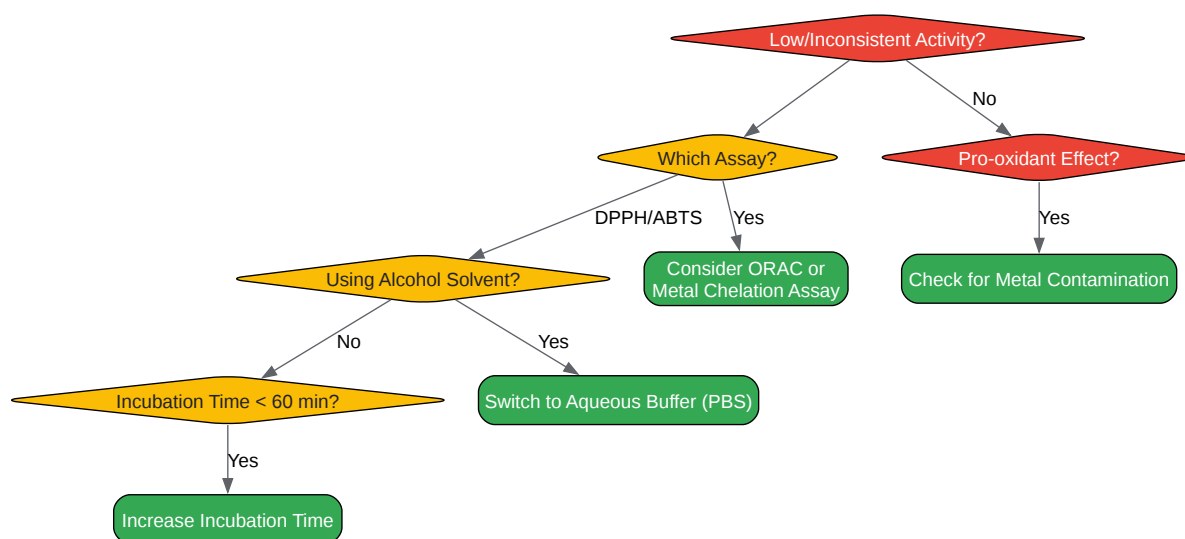 Low/Inconsistent Activity?
No
Which Assay?
Pro-oxidant Effect?
DPPH/ABTS
Yes
Yes
Using Alcohol Solvent?
Consider ORAC or
Metal Chelation Assay
Check for Metal Contamination
No
Yes
Incubation Time < 60 min?
Switch to Aqueous Buffer (PBS)
Yes
Increase Incubation Time